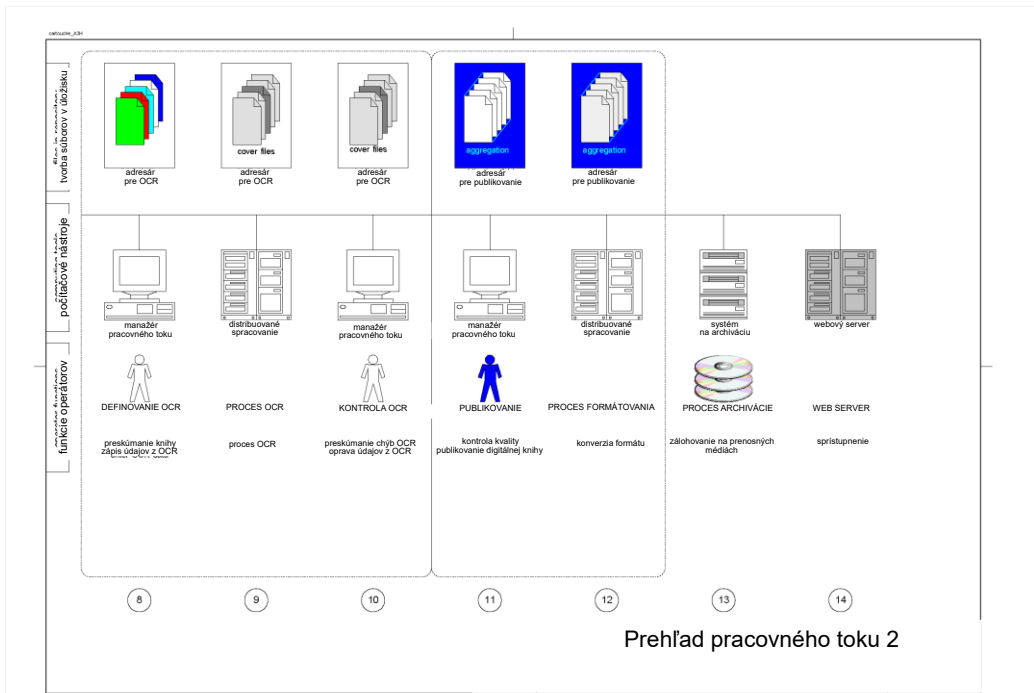 cartouche_A3H
tvorba súborov v úložisku
cover files
cover files
aggregation
aggregation
adresár
pre OCR
adresár
pre OCR
adresár
pre OCR
adresár
pre publikovanie
adresár
pre publikovanie
počítačové nástroje
manažér
pracovného toku
distribuované
spracovanie
manažér
pracovného toku
manažér
pracovného toku
distribuované
spracovanie
systém
na archiváciu
webový server
funkcie operátorov
DEFINOVANIE OCR
PROCES OCR
KONTROLA OCR
PUBLIKOVANIE
PROCES FORMÁTOVANIA
PROCES ARCHIVÁCIE
WEB SERVER
preskúmanie knihy
zápis údajov z OCR
proces OCR
preskúmanie chýb OCR
oprava údajov z OCR
kontrola kvality
publikovanie digitálnej knihy
konverzia formátu
zálohovanie na prenosných
médiách
sprístupnenie
8
9
10
11
12
13
14
Prehľad pracovného toku 2